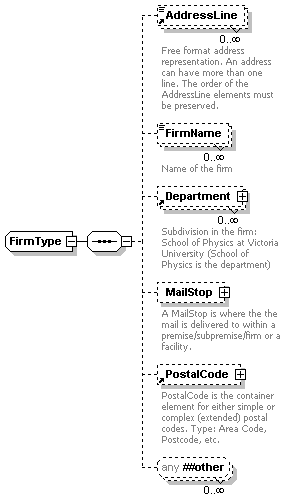 AddressLine
0..∞
Free format address
representation. An address
can have more than one
line. The order of the
AddressLine elements must
be preserved.
FirmName
0..∞
Name of the firm
Department
0..∞
Subdivision in the firm:
School of Physics at Victoria
University (School of
Physics is the department)
FirmType
MailStop
A MailStop is where the the
mail is delivered to within a
premise/subpremise/firm or a
facility.
PostalCode
PostalCode is the container
element for either simple or
complex (extended) postal
codes. Type: Area Code,
Postcode, etc.
any ##other
0..∞